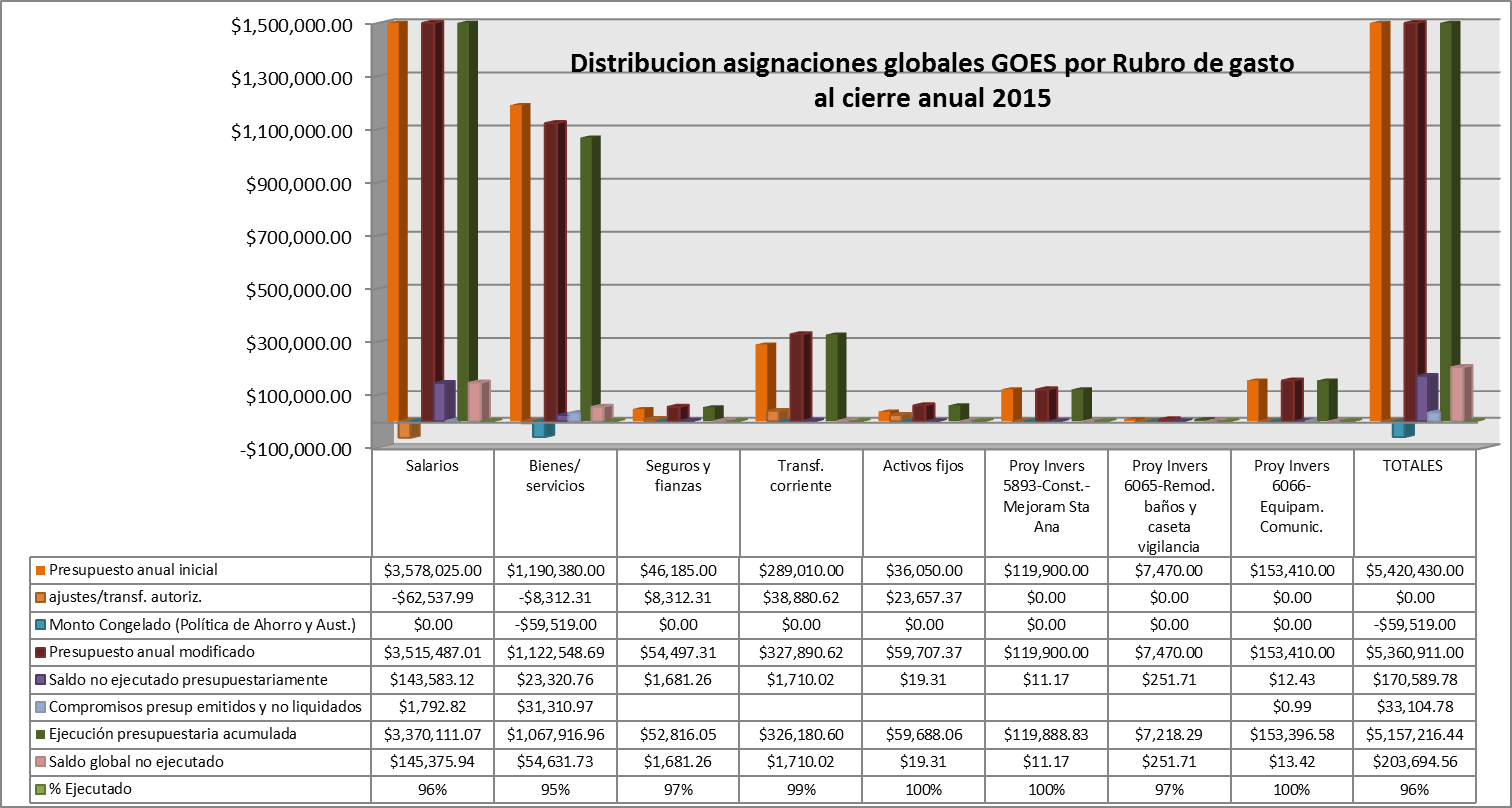 Distribucion asignaciones globales GOES por Rubro de gasto
al cierre anual 2015
$1,500,000.00
$1,300,000.00
$1,100,000.00
$900,000.00
$700,000.00
$500,000.00
$300,000.00
$100,000.00
-$100,000.00
Salarios
Bienes/
servicios
Seguros y
fianzas
Transf.
corriente
Activos fijos
Proy Invers
5893-Const.-
Mejoram Sta
Ana
Proy Invers
6065-Remod.
baños y
caseta
vigilancia
Proy Invers
6066-
Equipam.
Comunic.
TOTALES
Presupuesto anual inicial $3,578,025.00 $1,190,380.00 $46,185.00 $289,010.00 $36,050.00 $119,900.00 $7,470.00 $153,410.00 $5,420,430.00
ajustes/transf. autoriz. -$62,537.99 -$8,312.31 $8,312.31 $38,880.62 $23,657.37 $0.00 $0.00 $0.00 $0.00
Monto Congelado (Política de Ahorro y Aust.) $0.00 -$59,519.00 $0.00 $0.00 $0.00 $0.00 $0.00 $0.00 -$59,519.00
Presupuesto anual modificado $3,515,487.01 $1,122,548.69 $54,497.31 $327,890.62 $59,707.37 $119,900.00 $7,470.00 $153,410.00 $5,360,911.00
Saldo no ejecutado presupuestariamente $143,583.12 $23,320.76 $1,681.26 $1,710.02 $19.31 $11.17 $251.71 $12.43 $170,589.78
Compromisos presup emitidos y no liquidados $1,792.82 $31,310.97 $0.99 $33,104.78
Ejecución presupuestaria acumulada $3,370,111.07 $1,067,916.96 $52,816.05 $326,180.60 $59,688.06 $119,888.83 $7,218.29 $153,396.58 $5,157,216.44
Saldo global no ejecutado $145,375.94 $54,631.73 $1,681.26 $1,710.02 $19.31 $11.17 $251.71 $13.42 $203,694.56
% Ejecutado 96% 95% 97% 99% 100% 100% 97% 100% 96%